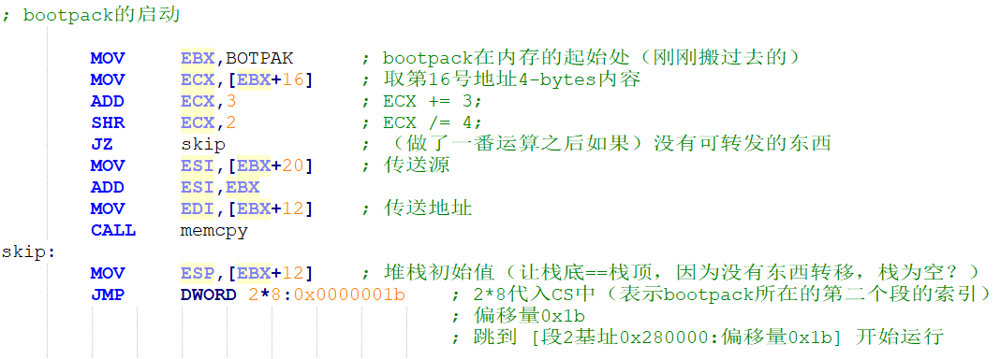 ; bootpack的启动
MOV EBX,BOTPAK ; bootpack在内存的起始处（刚刚搬过去的）
MOV ECX,[EBX+16] ; 取第16号地址4-bytes内容
ADD ECX,3 ; ECX += 3;
SHR ECX,2 ; ECX /= 4;
JZ skip ; （做了一番运算之后如果）没有可转发的东西
MOV ESI,[EBX+20] ; 传送源
ADD ESI,EBX
MOV EDI,[EBX+12] ; 传送地址
CALL memcpy
skip:
MOV ESP,[EBX+12] ; 堆栈初始值（让栈底==栈顶，因为没有东西转移，栈为空？）
JMP DWORD 2*8:0x0000001b ; 2*8代入CS中（表示bootpack所在的第二个段的索引）
; 偏移量0x1b
; 跳到 [段2基址0x280000:偏移量0x1b] 开始运行